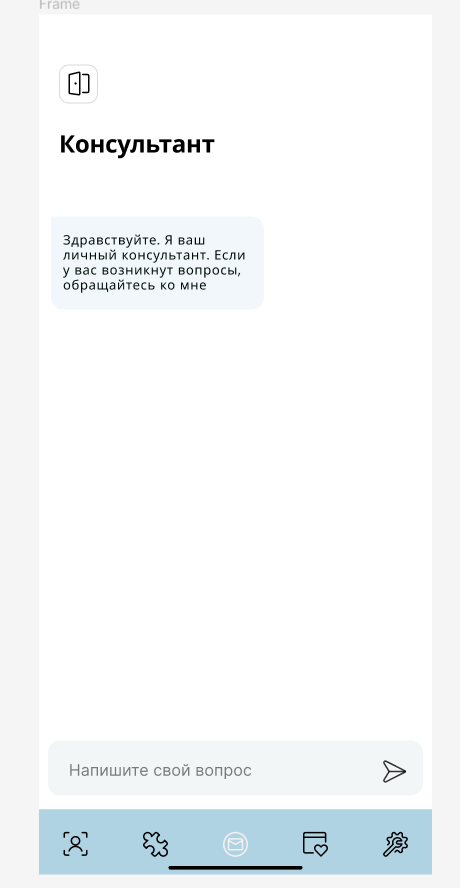 Frame
Консультант
Здравствуйте. Я ваш
личный консультант. Если
у вас возникнут вопросы,
обращайтесь ко мне
Напишите свой вопрос